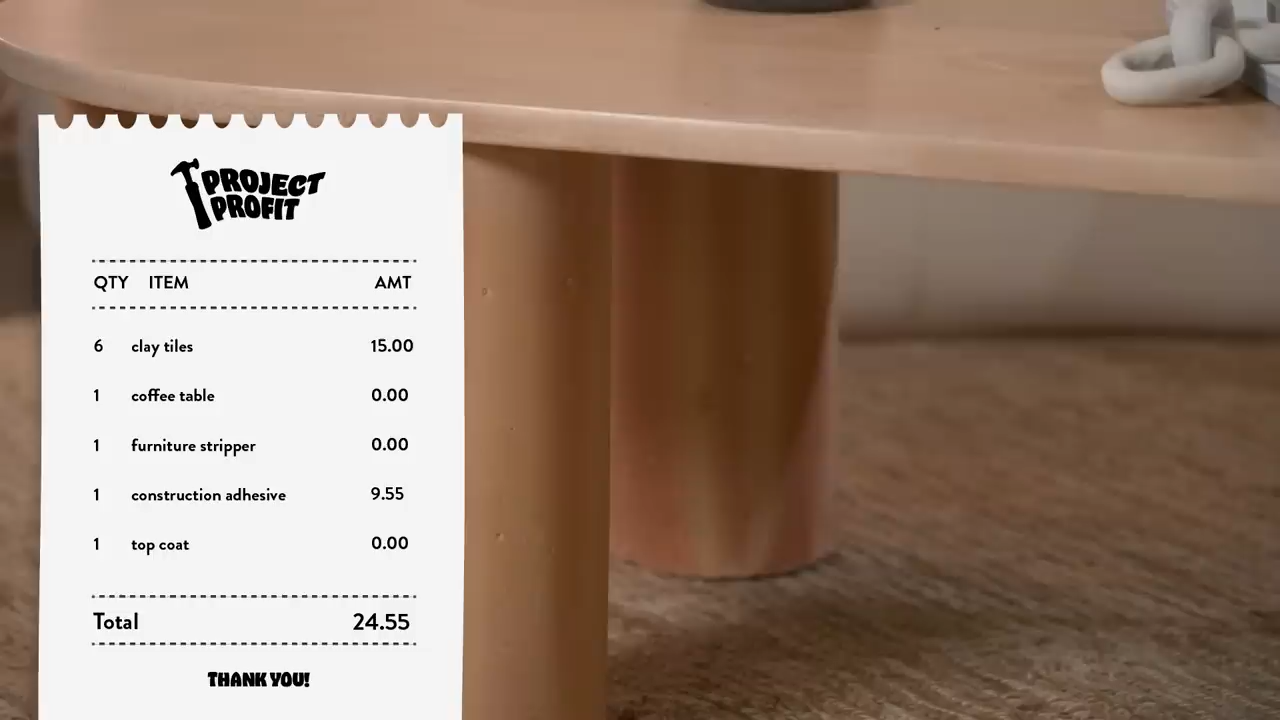 PROJECT
PROFIT
QTY ITEM AMT
6 clay tiles 15.00
1 coffee table 0.00
1 furniture stripper 0.00
1 construction adhesive 9.55
1 top coat 0.00
Total 24.55
THANK YOU!